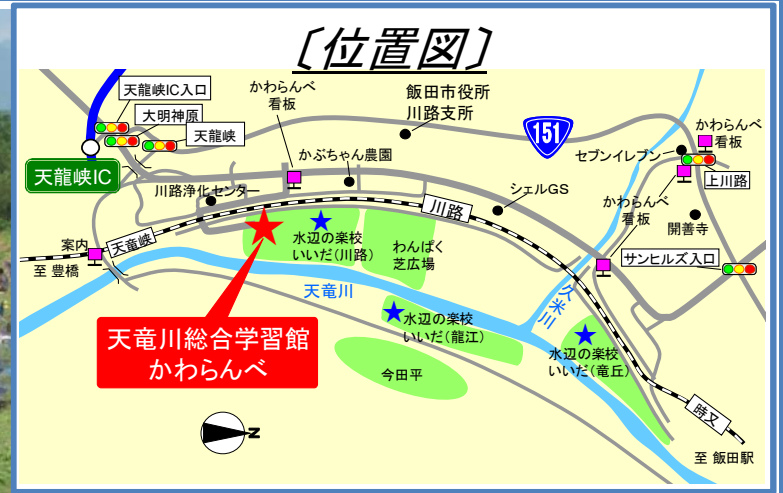 〔位置図〕
天龍峡IC入口
大明神原
天龍峡
天龍峡IC
かわらんべ
看板
飯田市役所
川路支所
151
かわらんべ
看板
セブンイレブン
上川路
かぶちゃん農園
川路浄化センター
シェルGS
かわらんべ
看板
開善寺
川路
案内
天竜峡
至 豊橋
水辺の楽校
いいだ(川路)
わんぱく
芝広場
サンヒルズ入口
天竜川
久米川
水辺の楽校
いいだ(龍江)
水辺の楽校
いいだ(竜丘)
天竜川総合学習館
かわらんべ
今田平
時又
至 飯田駅
N